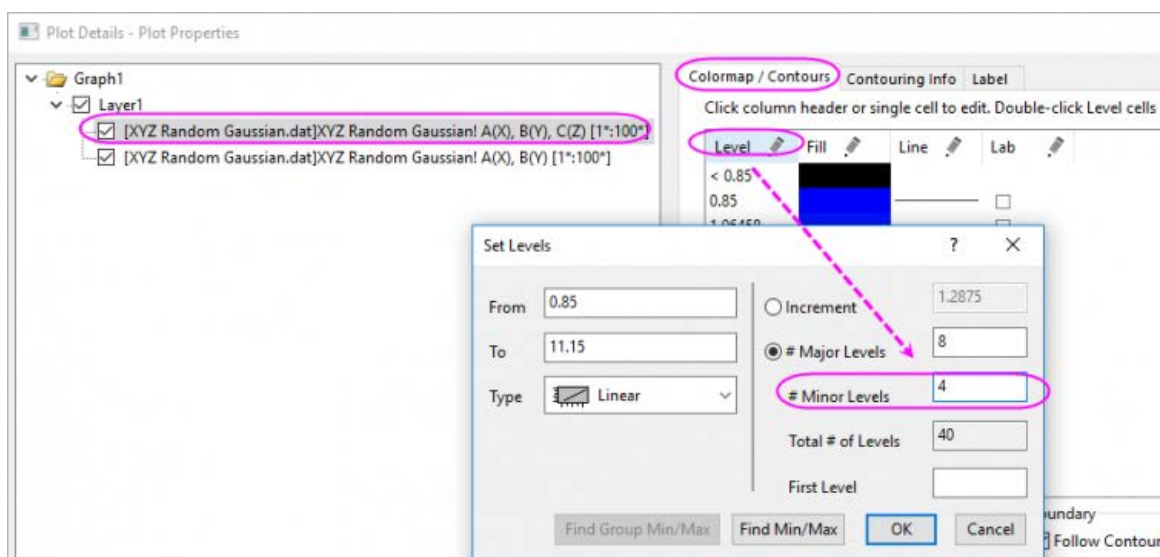 Plot Details - Plot Properties
Graph1
Layer1
[XYZ Random Gaussian.dat]XYZ Random Gaussian! A(X), B(Y), C(Z) [1*:100*]
[XYZ Random Gaussian.dat]XYZ Random Gaussian! A(X), B(Y) [1*:100*]
Colormap / Contours Contouring Info Label
Click column header or single cell to edit. Double-click Level cells
Level Fill Line Lab
< 0.85
0.85
1.06458
Set Levels ?
From 0.85
To 11.15
Type Linear
Increment 1.2875
# Major Levels 8
# Minor Levels 4
Total # of Levels 40
First Level
Find Group Min/Max Find Min/Max OK Cancel
undary
Follow Contour